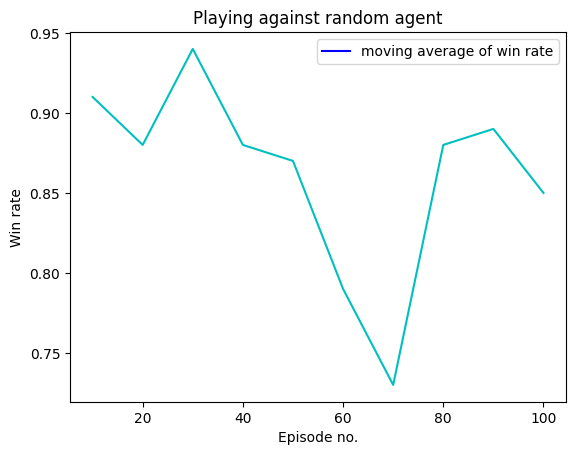 Playing against random agent
moving average of win rate
Win rate
0.95
0.90
0.85
0.80
0.75
20
40
60
80
100
Episode no.